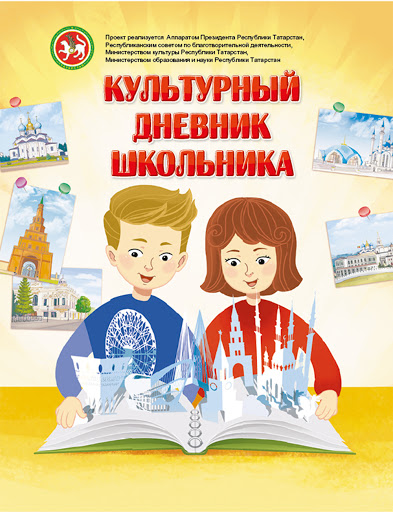 Проект реализуется Аппаратом Президента Республики Татарстан,
Республиканским советом по благотворительной деятельности,
Министерством культуры Республики Татарстан,
Министерством образования и науки Республики Татарстан
КУЛЬТУРНЫЙ
ДНЕВНИК
ШКОЛЬНИКА